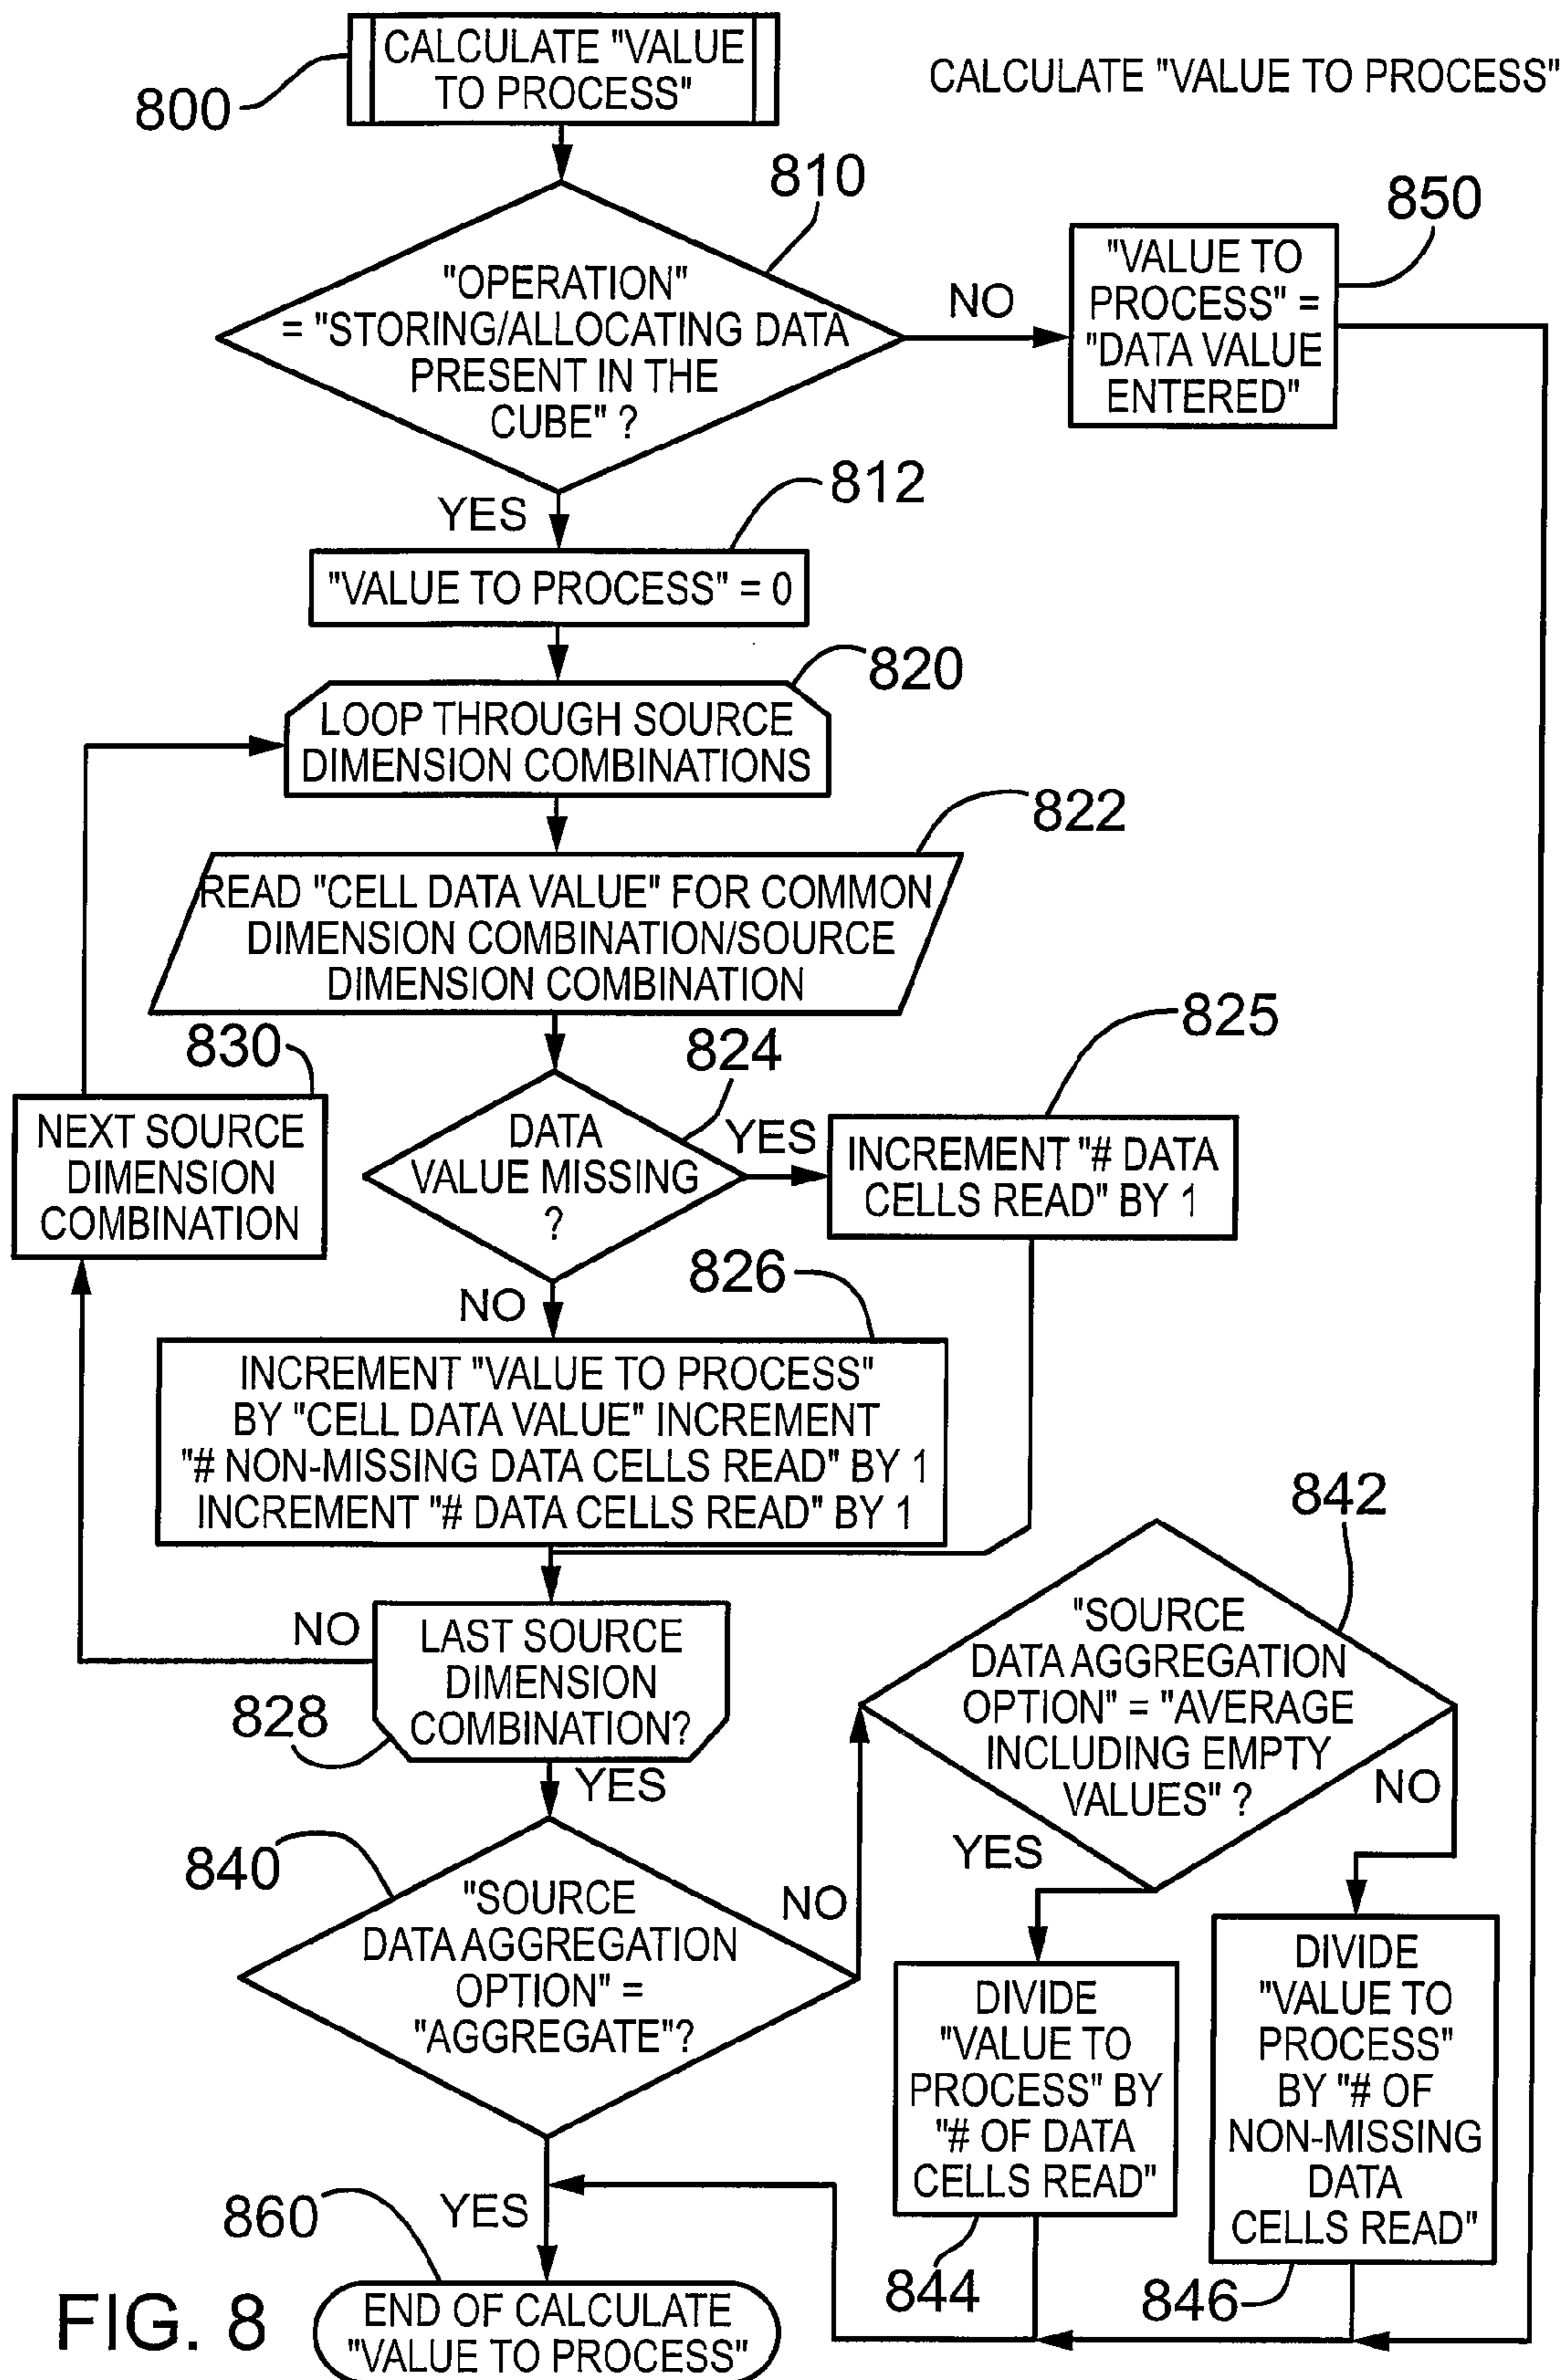 CALCULATE "VALUE
TO PROCESS"
CALCULATE "VALUE TO PROCESS"
800
810
850
"OPERATION"
= "STORING/ALLOCATING DATA
PRESENT IN THE
CUBE" ?
NO
"VALUE TO
PROCESS" =
"DATA VALUE
ENTERED"
YES
812
"VALUE TO PROCESS" = 0
820
LOOP THROUGH SOURCE
DIMENSION COMBINATIONS
822
READ "CELL DATA VALUE" FOR COMMON
DIMENSION COMBINATION/SOURCE
DIMENSION COMBINATION
830
824
825
NEXT SOURCE
DIMENSION
COMBINATION
DATA
VALUE MISSING
?
YES
INCREMENT "# DATA
CELLS READ" BY 1
NO
826
INCREMENT "VALUE TO PROCESS"
BY "CELL DATA VALUE" INCREMENT
"# NON-MISSING DATA CELLS READ" BY 1
INCREMENT "# DATA CELLS READ" BY 1
842
NO
LAST SOURCE
DIMENSION
COMBINATION?
828
YES
"SOURCE
DATA AGGREGATION
OPTION" = "AVERAGE
INCLUDING EMPTY
VALUES" ?
NO
YES
840
"SOURCE
DATA AGGREGATION
OPTION" =
"AGGREGATE"?
NO
DIVIDE
"VALUE TO
PROCESS" BY
"# OF DATA
CELLS READ"
DIVIDE
"VALUE TO
PROCESS"
BY "# OF
NON-MISSING
DATA
CELLS READ"
YES
860
844
846
END OF CALCULATE
"VALUE TO PROCESS"
FIG. 8